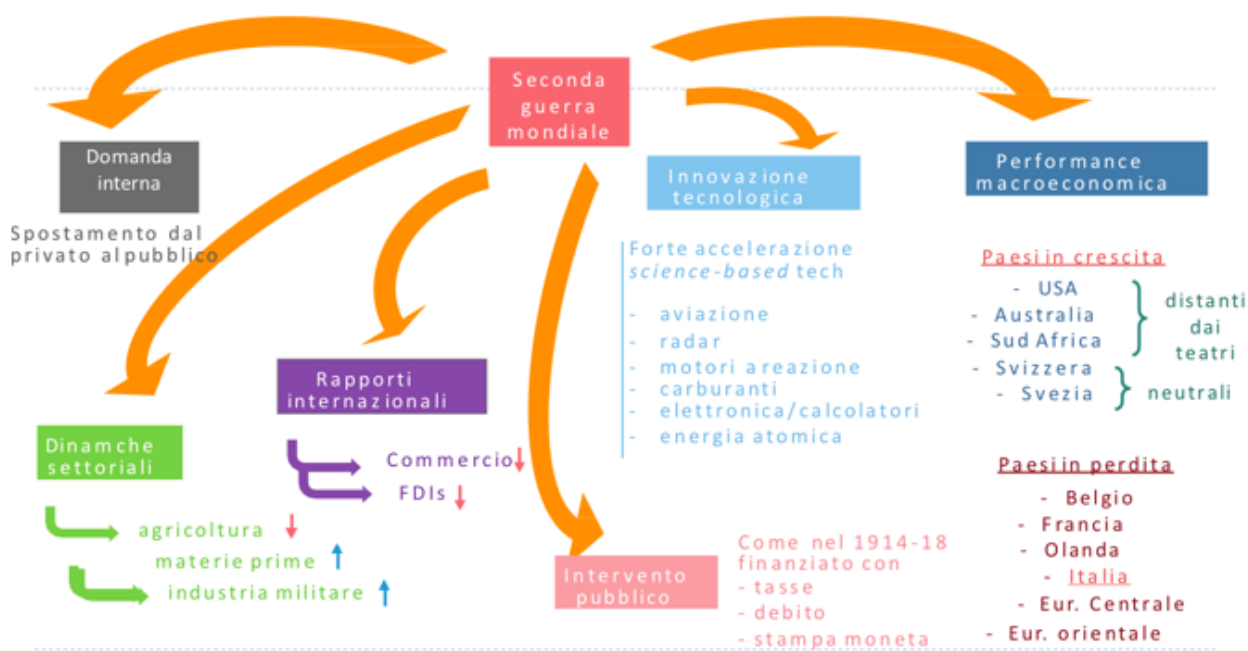 Seconda
guerra
mondiale
Domanda
interna
Spostamento dal
privato al pubblico
Dinamche
settoriali
agricoltura
materie prime
industria militare
Rapporti
internazionali
Commercio
FDIs
Intervento
pubblico
Come nel 1914-18
finanziato con
- tasse
- debito
- stampa moneta
Innovazione
tecnologica
Forte accelerazione
science-based tech
- aviazione
- radar
- motori a reazione
- carburanti
- elettronica/calcolatori
- energia atomica
Performance
macroeconomica
Paesi in crescita
- USA
- Australia
- Sud Africa
distanti
dai
teatri
- Svizzera
- Svezia
neutrali
Paesi in perdita
- Belgio
- Francia
- Olanda
- Italia
- Eur. Centrale
- Eur. orientale